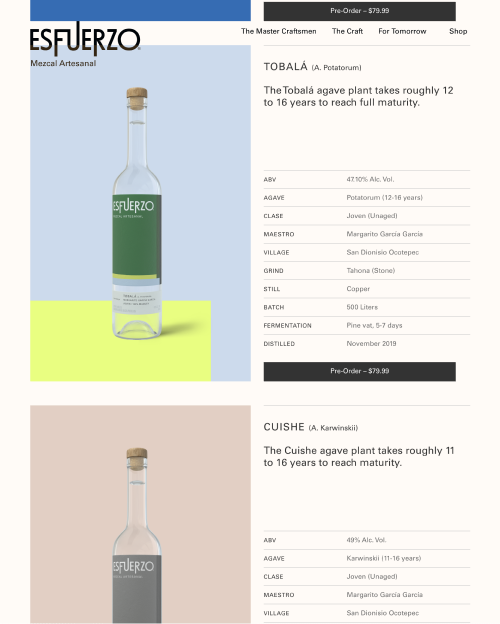 Pre-Order – $79.99
ESFUERZO
Mezcal Artesanal
The Master Craftsmen The Craft For Tomorrow Shop
TOBALÁ (A. Potatorum)
The Tobalá agave plant takes roughly 12
to 16 years to reach full maturity.
ESFUERZO
MEZCAL ARTESANAL
TOBALÁ
ABV 47.10% Alc. Vol.
AGAVE Potatorum (12-16 years)
CLASE Joven (Unaged)
MAESTRO Margarito García García
VILLAGE San Dionisio Ocotepec
GRIND Tahona (Stone)
STILL Copper
BATCH 500 Liters
FERMENTATION Pine vat, 5-7 days
DISTILLED November 2019
Pre-Order – $79.99
CUISHE (A. Karwinskii)
The Cuishe agave plant takes roughly 11
to 16 years to reach maturity.
ESFUERZO
MEZCAL ARTESANAL
ABV 49% Alc. Vol.
AGAVE Karwinskii (11-16 years)
CLASE Joven (Unaged)
MAESTRO Margarito García García
VILLAGE San Dionisio Ocotepec